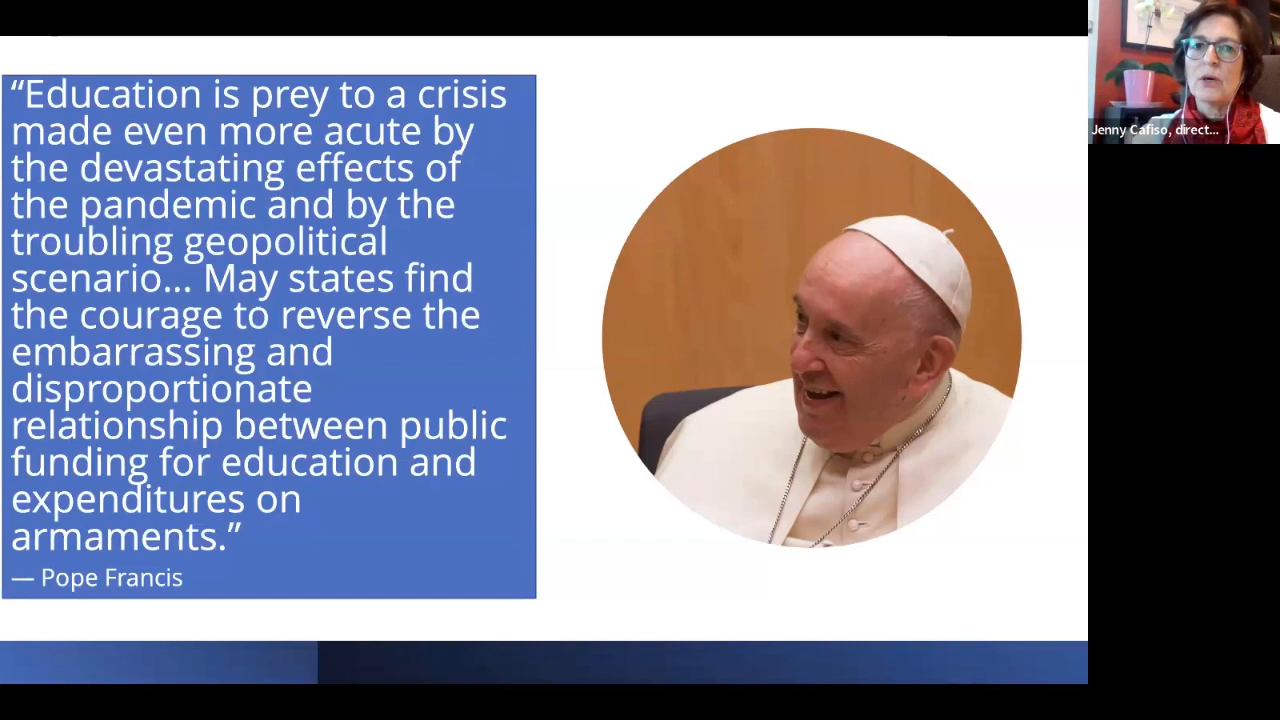 “Education is prey to a crisis
made even more acute by
the devastating effects of
the pandemic and by the
troubling geopolitical
scenario... May states find
the courage to reverse the
embarrassing and
disproportionate
relationship between public
funding for education and
expenditures on
armaments.”
— Pope Francis
Jenny Cafiso, direct...